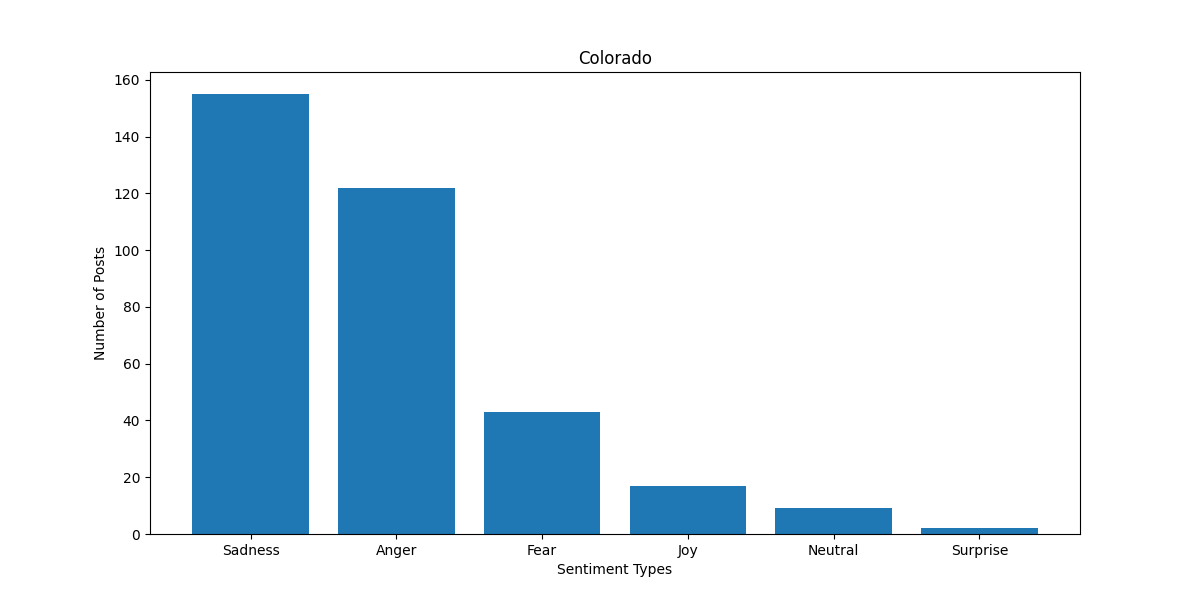 Colorado
160
140
120
100
80
60
40
20
0
Number of Posts
Sadness Anger Fear Joy Neutral Surprise
Sentiment Types